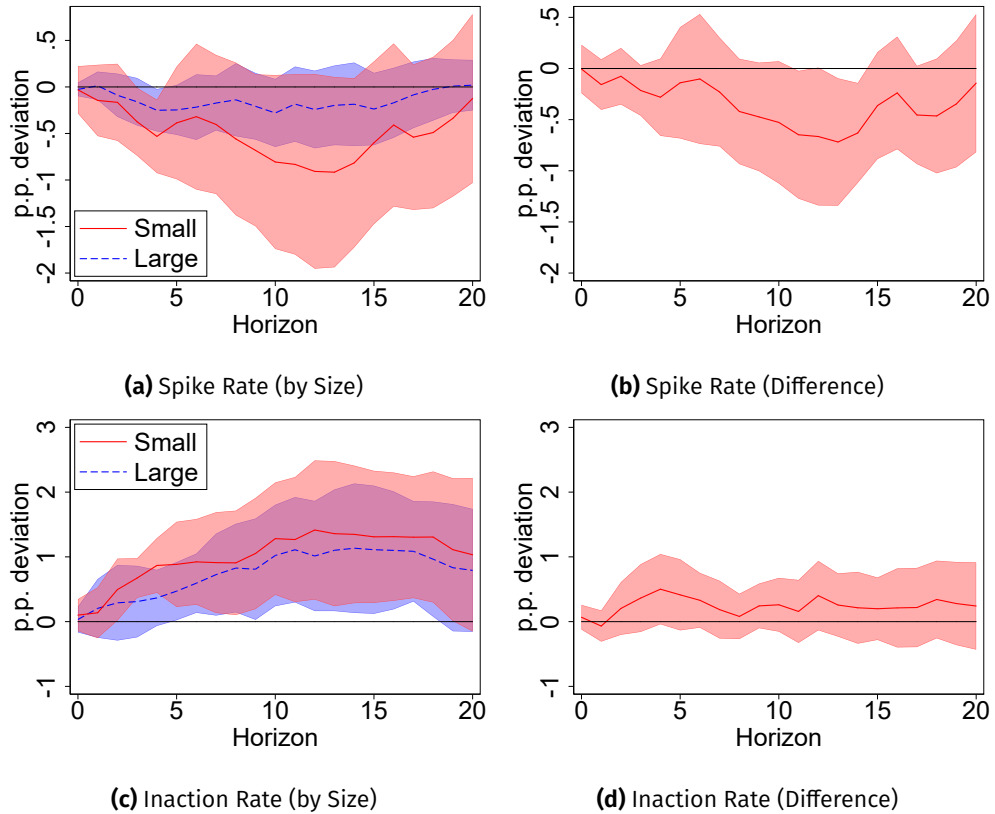 .5
0
-.5
-1
-1.5
-2
p.p. deviation
Small
Large
0
5
10
15
20
Horizon
(a) Spike Rate (by Size)
.5
0
-.5
-1
-1.5
-2
p.p. deviation
0
5
10
15
20
Horizon
(b) Spike Rate (Difference)
3
2
1
0
-1
p.p. deviation
Small
Large
0
5
10
15
20
Horizon
(c) Inaction Rate (by Size)
3
2
1
0
-1
p.p. deviation
0
5
10
15
20
Horizon
(d) Inaction Rate (Difference)